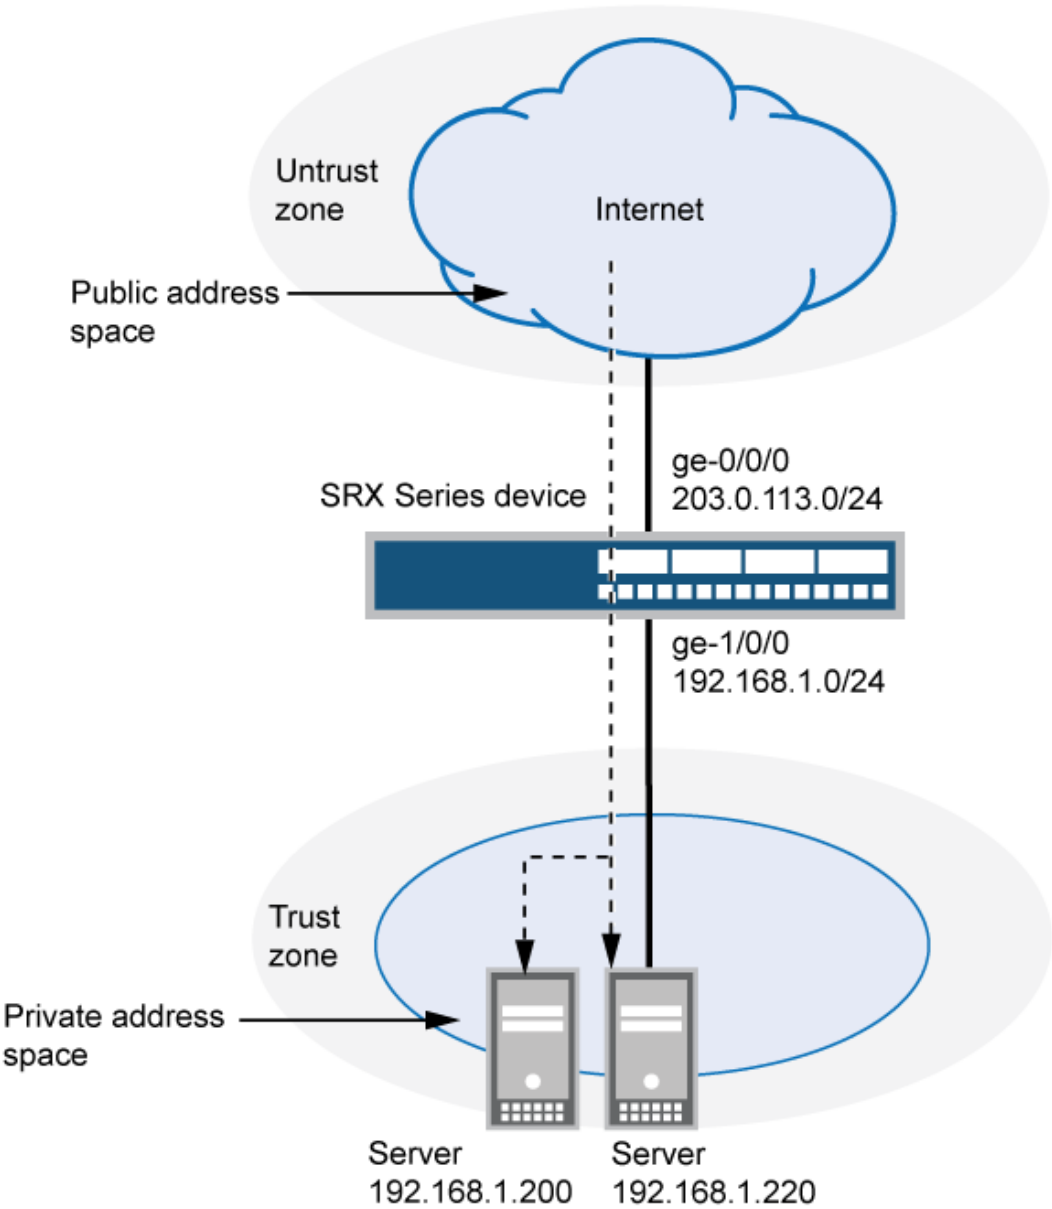 Untrust
zone
Internet
Public address
space
ge-0/0/0
203.0.113.0/24
SRX Series device
ge-1/0/0
192.168.1.0/24
Trust
zone
Private address
space
Server
192.168.1.200
Server
192.168.1.220